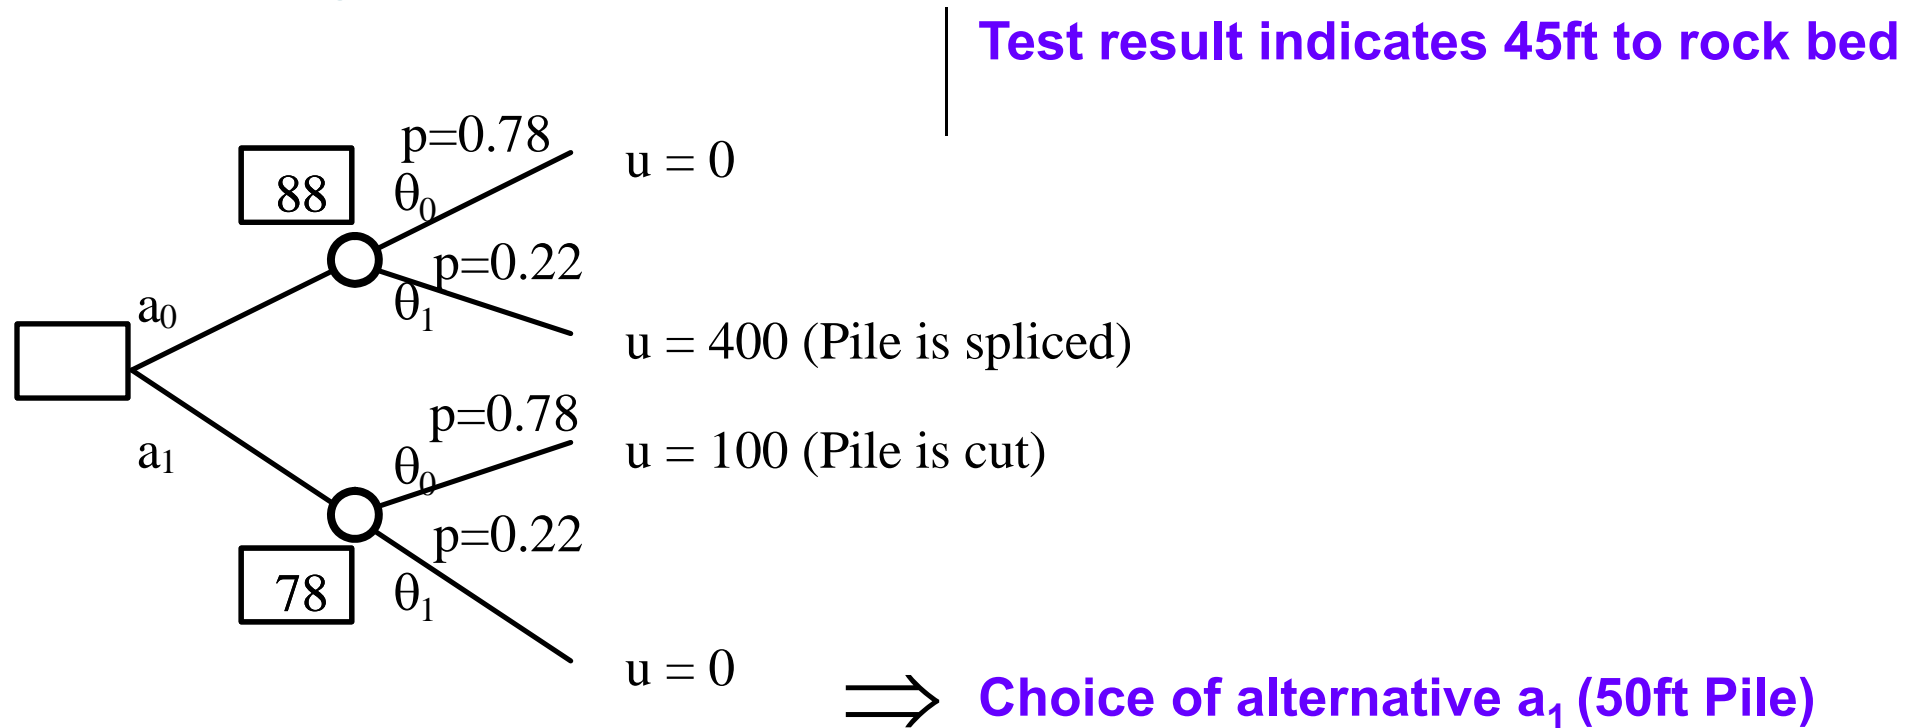 Test result indicates 45ft to rock bed
p=0.78
u = 0
88
θ₀
p=0.22
θ₁
a₀
u = 400 (Pile is spliced)
p=0.78
u = 100 (Pile is cut)
a₁
θ₀
p=0.22
78
θ₁
u = 0
⇒ Choice of alternative a₁ (50ft Pile)